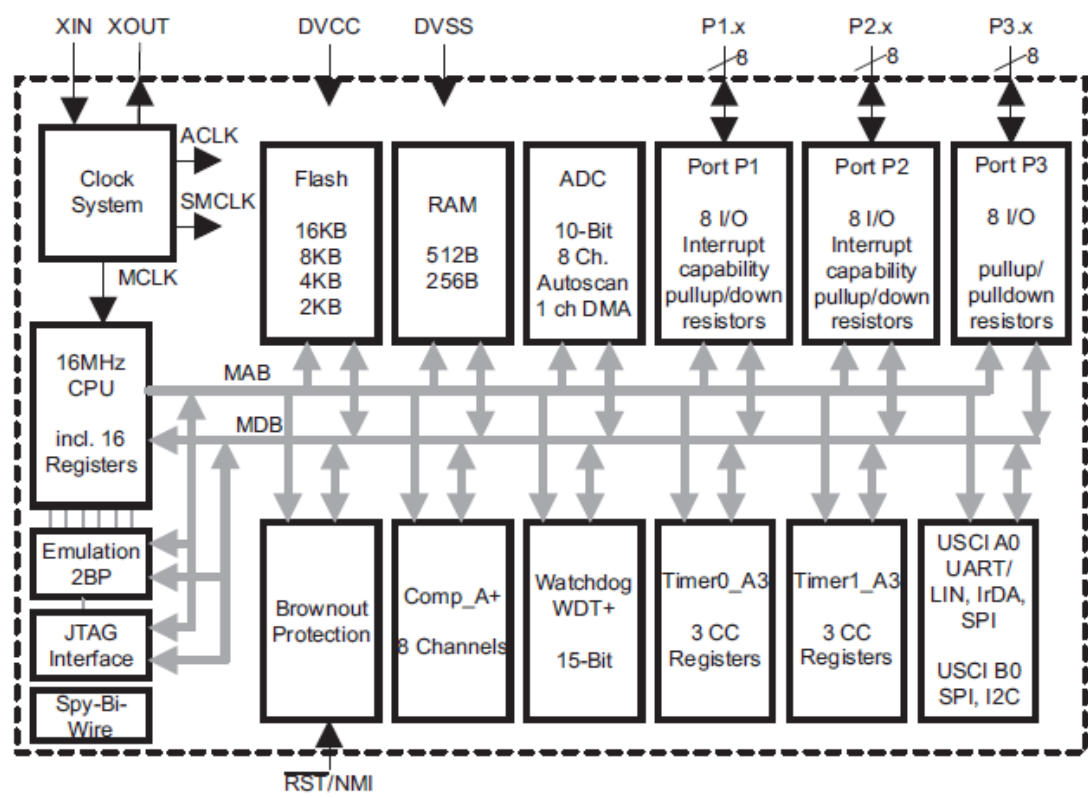 XIN XOUT DVCC DVSS P1.x P2.x P3.x
8 8 8
ACLK
SMCLK
MCLK
Clock
System
Flash
16KB
8KB
4KB
2KB
RAM
512B
256B
ADC
10-Bit
8 Ch.
Autoscan
1 ch DMA
Port P1
8 I/O
Interrupt
capability
pullup/down
resistors
Port P2
8 I/O
Interrupt
capability
pullup/down
resistors
Port P3
8 I/O
pullup/
pulldown
resistors
16MHz
CPU
incl. 16
Registers
MAB
MDB
Emulation
2BP
JTAG
Interface
Spy-Bi-
Wire
Brownout
Protection
Comp_A+
8 Channels
Watchdog
WDT+
15-Bit
Timer0_A3
3 CC
Registers
Timer1_A3
3 CC
Registers
USCI A0
UART/
LIN, IrDA,
SPI
USCI B0
SPI, I2C
RST/NMI